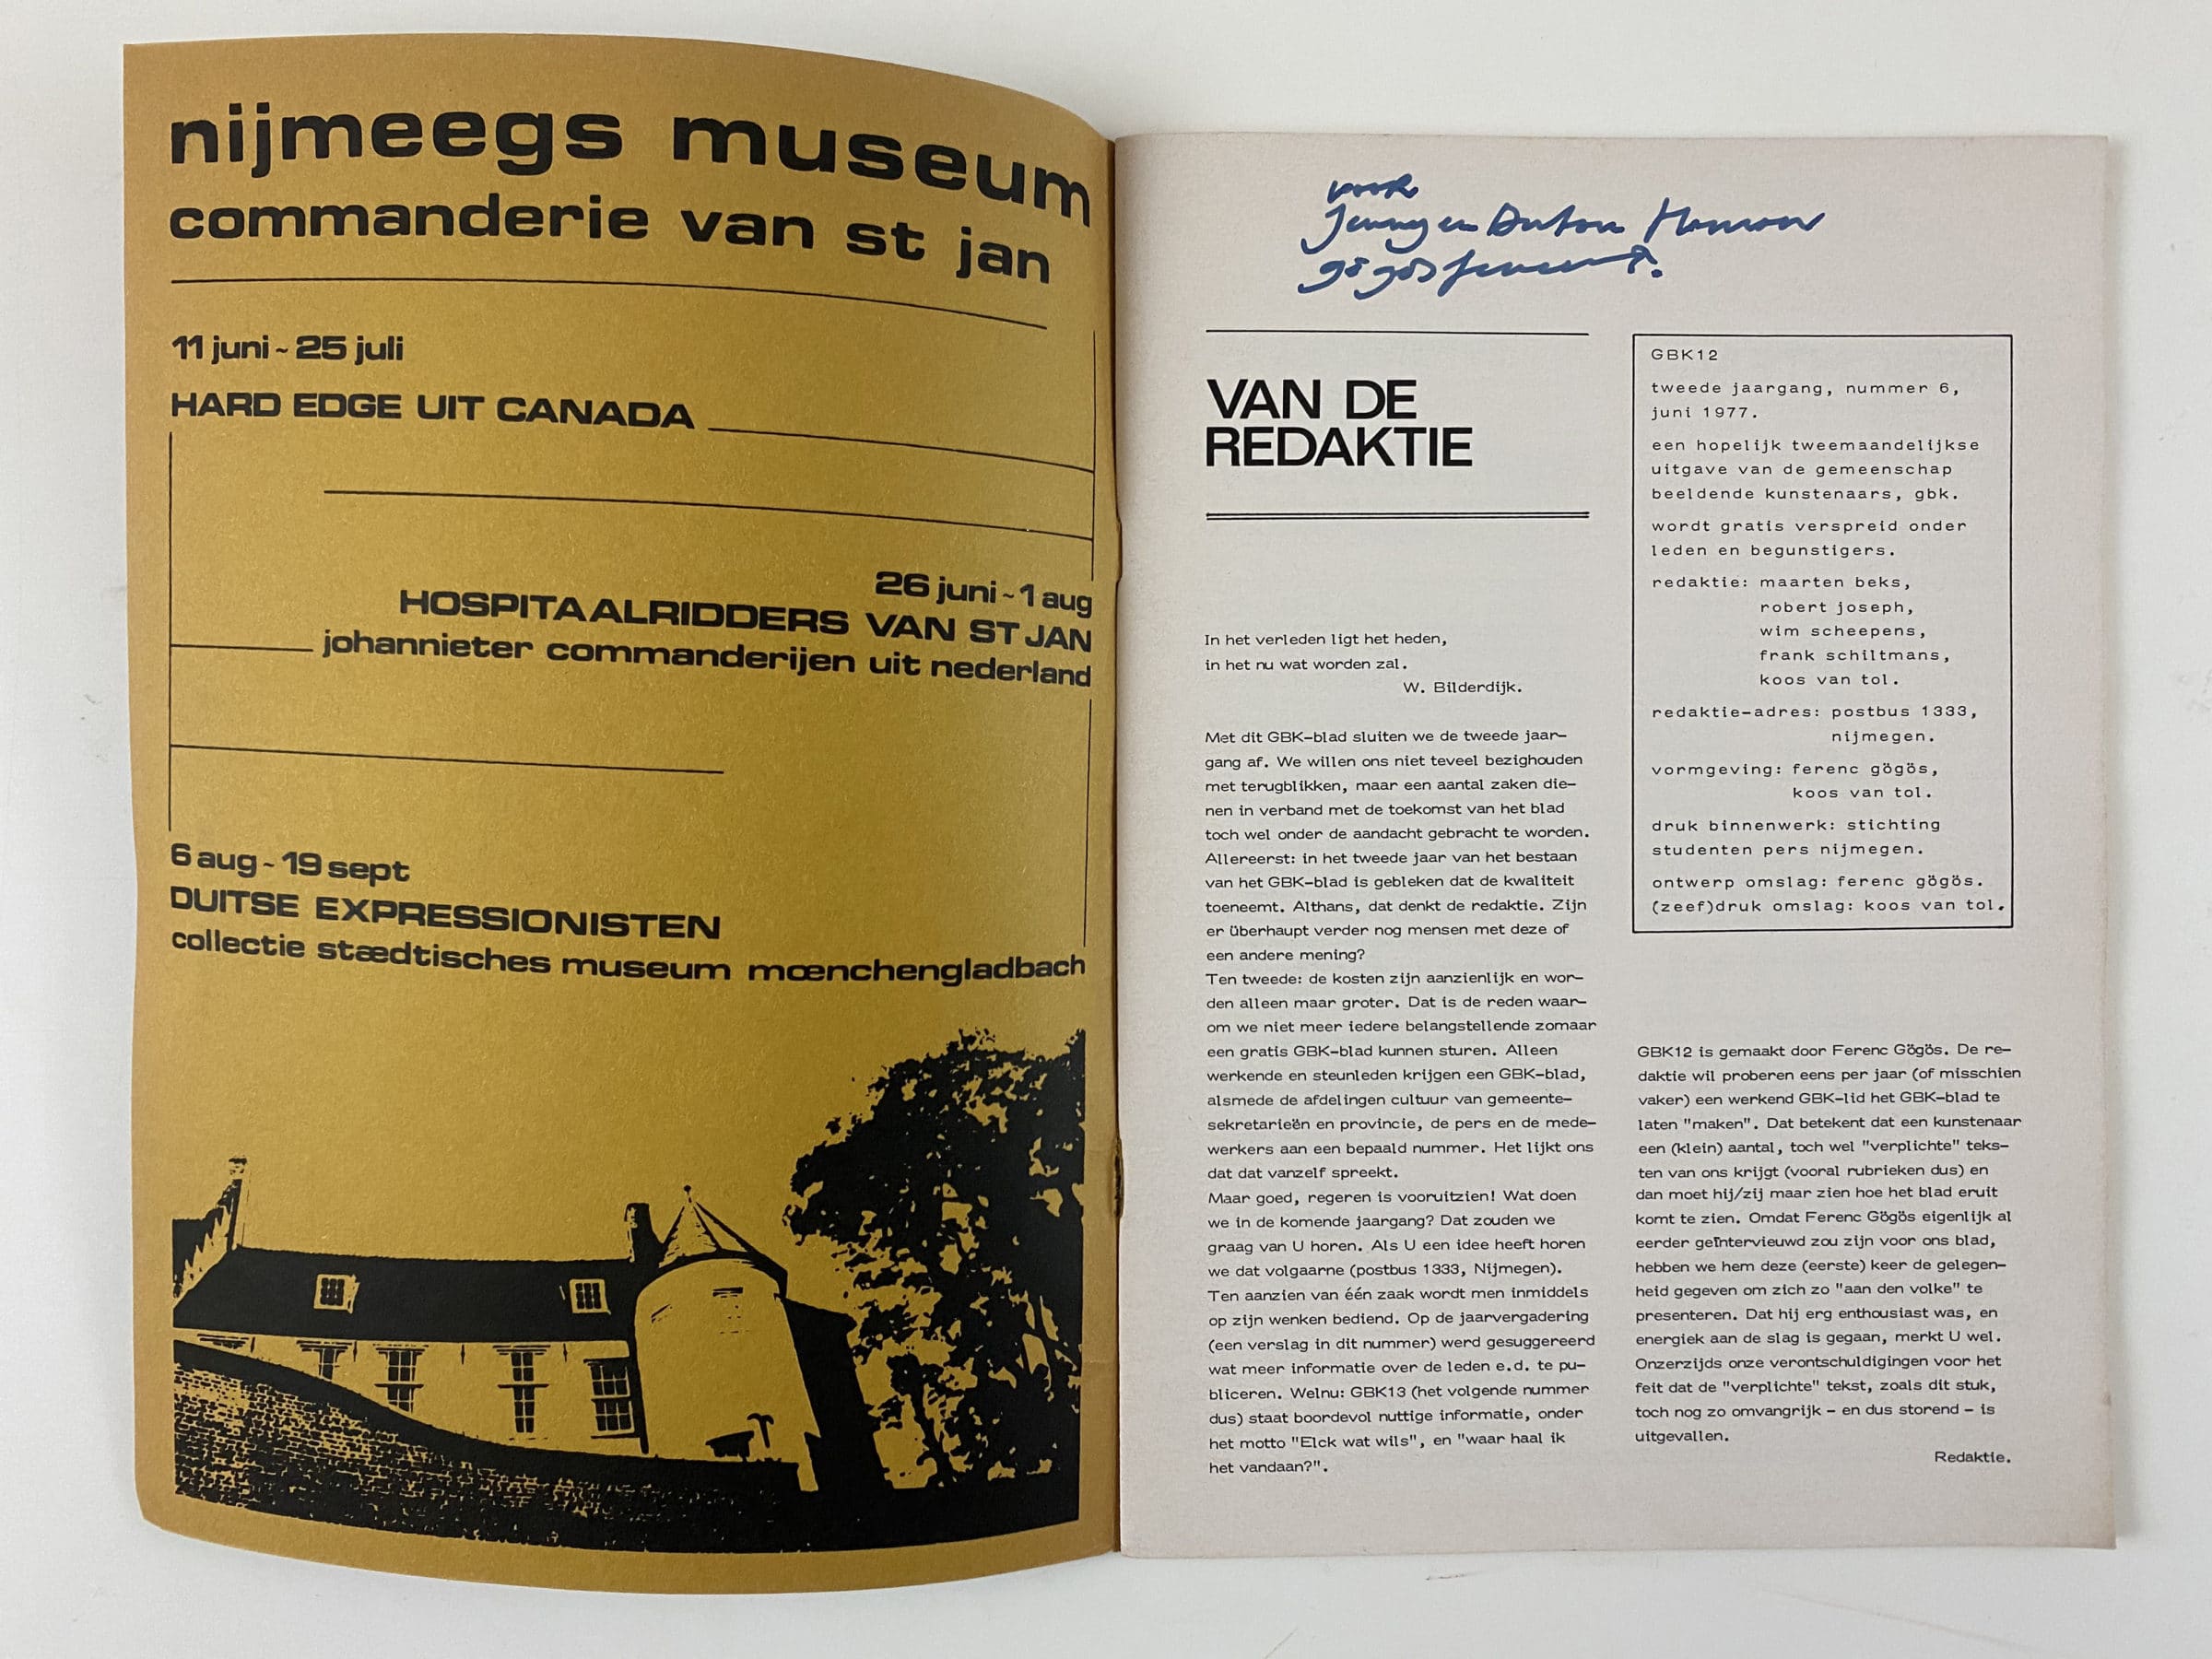 nijmeegs museum
commanderie van st jan
11 juni ~ 25 juli
HARD EDGE UIT CANADA
26 juni ~ 1 aug
HOSPITAALRIDDERS VAN ST JAN
johannieter commanderijen uit nederland
6 aug ~ 19 sept
DUITSE EXPRESSIONISTEN
collectie stædtisches museum mœnchengladbach
voor
Jenny en Anton
gögös ferenc
VAN DE
REDAKTIE
In het verleden ligt het heden,
in het nu wat worden zal.
W. Bilderdijk.
Met dit GBK-blad sluiten we de tweede jaar-
gang af. We willen ons niet teveel bezighouden
met terugblikken, maar een aantal zaken die-
nen in verband met de toekomst van het blad
toch wel onder de aandacht gebracht te worden.
Allereerst: in het tweede jaar van het bestaan
van het GBK-blad is gebleken dat de kwaliteit
toeneemt. Althans, dat denkt de redaktie. Zijn
er überhaupt verder nog mensen met deze of
een andere mening?
Ten tweede: de kosten zijn aanzienlijk en wor-
den alleen maar groter. Dat is de reden waar-
om we niet meer iedere belangstellende zomaar
een gratis GBK-blad kunnen sturen. Alleen
werkende en steunleden krijgen een GBK-blad,
alsmede de afdelingen cultuur van gemeente-
sekretarieën en provincie, de pers en de mede-
werkers aan een bepaald nummer. Het lijkt ons
dat dat vanzelf spreekt.
Maar goed, regeren is vooruitzien! Wat doen
we in de komende jaargang? Dat zouden we
graag van U horen. Als U een idee heeft horen
we dat volgaarne (postbus 1333, Nijmegen).
Ten aanzien van één zaak wordt men inmiddels
op zijn wenken bediend. Op de jaarvergadering
(een verslag in dit nummer) werd gesuggereerd
wat meer informatie over de leden e.d. te pu-
bliceren. Welnu: GBK13 (het volgende nummer
dus) staat boordevol nuttige informatie, onder
het motto "Elck wat wils", en "waar haal ik
het vandaan?".
GBK12
tweede jaargang, nummer 6,
juni 1977.
een hopelijk tweemaandelijkse
uitgave van de gemeenschap
beeldende kunstenaars, gbk.
wordt gratis verspreid onder
leden en begunstigers.
redaktie: maarten beks,
robert joseph,
wim scheepens,
frank schiltmans,
koos van tol.
redaktie-adres: postbus 1333,
nijmegen.
vormgeving: ferenc gögös,
koos van tol.
druk binnenwerk: stichting
studenten pers nijmegen.
ontwerp omslag: ferenc gögös.
(zeef)druk omslag: koos van tol.
GBK12 is gemaakt door Ferenc Gögös. De re-
daktie wil proberen eens per jaar (of misschien
vaker) een werkend GBK-lid het GBK-blad te
laten "maken". Dat betekent dat een kunstenaar
een (klein) aantal, toch wel "verplichte" teks-
ten van ons krijgt (vooral rubrieken dus) en
dan moet hij/zij maar zien hoe het blad eruit
komt te zien. Omdat Ferenc Gögös eigenlijk al
eerder geïntervieuwd zou zijn voor ons blad,
hebben we hem deze (eerste) keer de gelegen-
heid gegeven om zich zo "aan den volke" te
presenteren. Dat hij erg enthousiast was, en
energiek aan de slag is gegaan, merkt U wel.
Onzerzijds onze verontschuldigingen voor het
feit dat de "verplichte" tekst, zoals dit stuk,
toch nog zo omvangrijk - en dus storend - is
uitgevallen.
Redaktie.